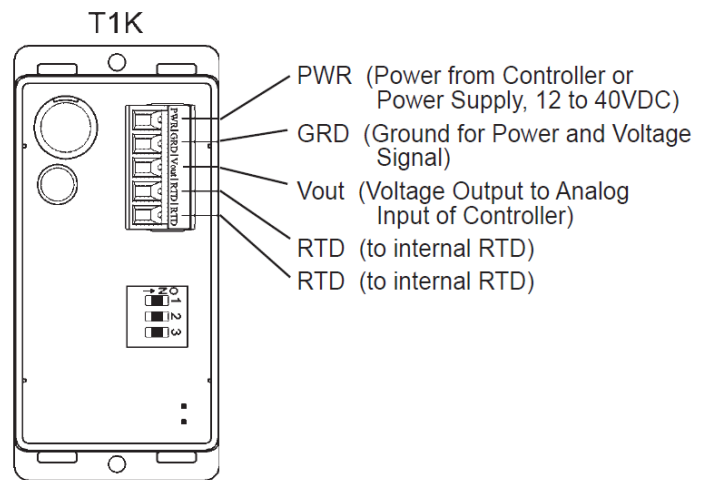 T1K
PWR (Power from Controller or
Power Supply, 12 to 40VDC)
GRD (Ground for Power and Voltage
Signal)
Vout (Voltage Output to Analog
Input of Controller)
RTD (to internal RTD)
RTD (to internal RTD)
PWR|GRD|Vout|RTD|RTD
ON
1
2
3